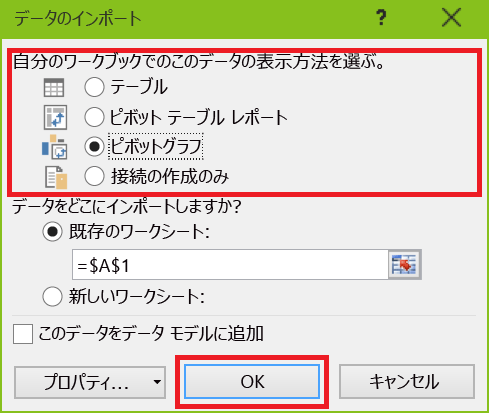 データのインポート ? ×
自分のワークブックでのこのデータの表示方法を選ぶ。
テーブル
ピボット テーブル レポート
ピボットグラフ
接続の作成のみ
データをどこにインポートしますか?
既存のワークシート:
=$A$1
新しいワークシート:
このデータをデータ モデルに追加
プロパティ... OK キャンセル